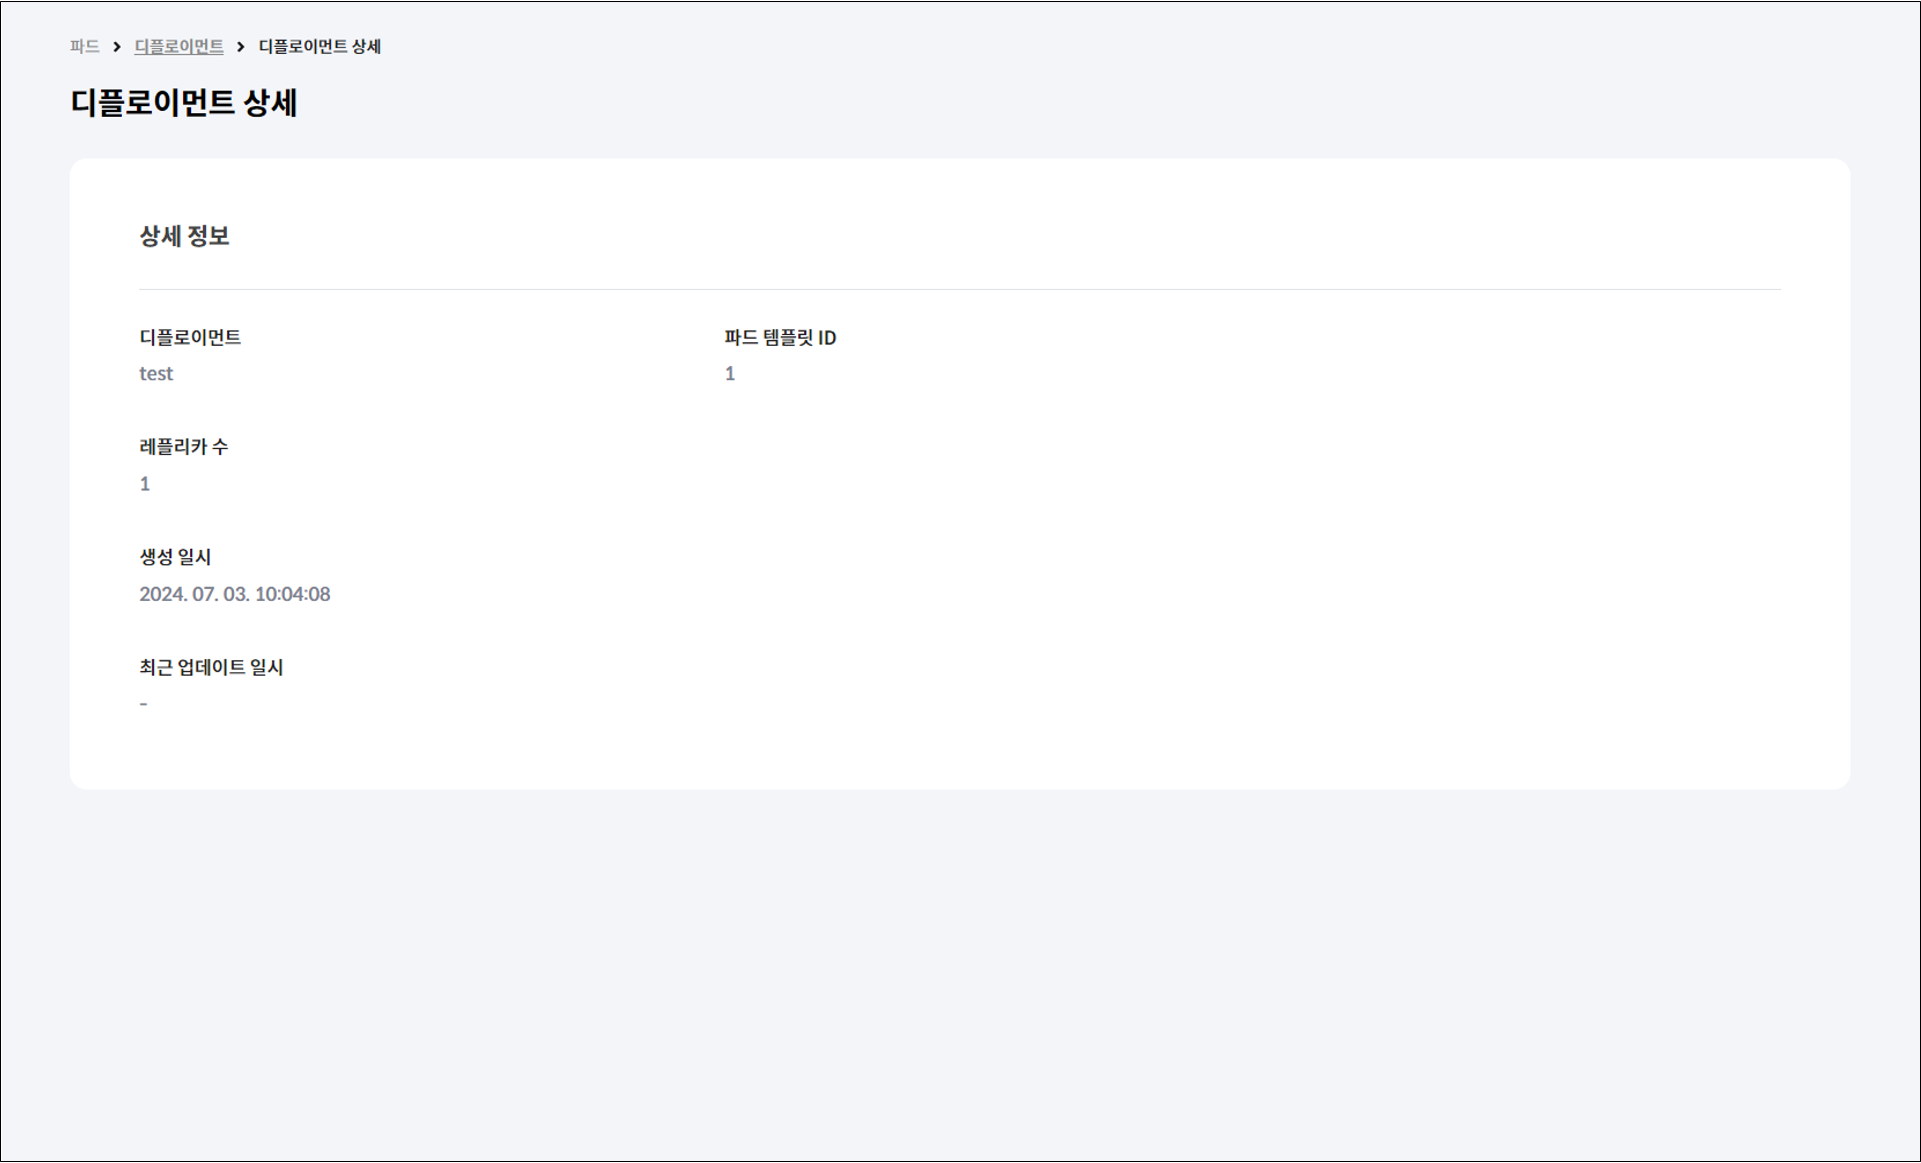 파드 > 디플로이먼트 > 디플로이먼트 상세
디플로이먼트 상세
상세 정보
디플로이먼트
test
파드 템플릿 ID
1
레플리카 수
1
생성 일시
2024. 07. 03. 10:04:08
최근 업데이트 일시
-